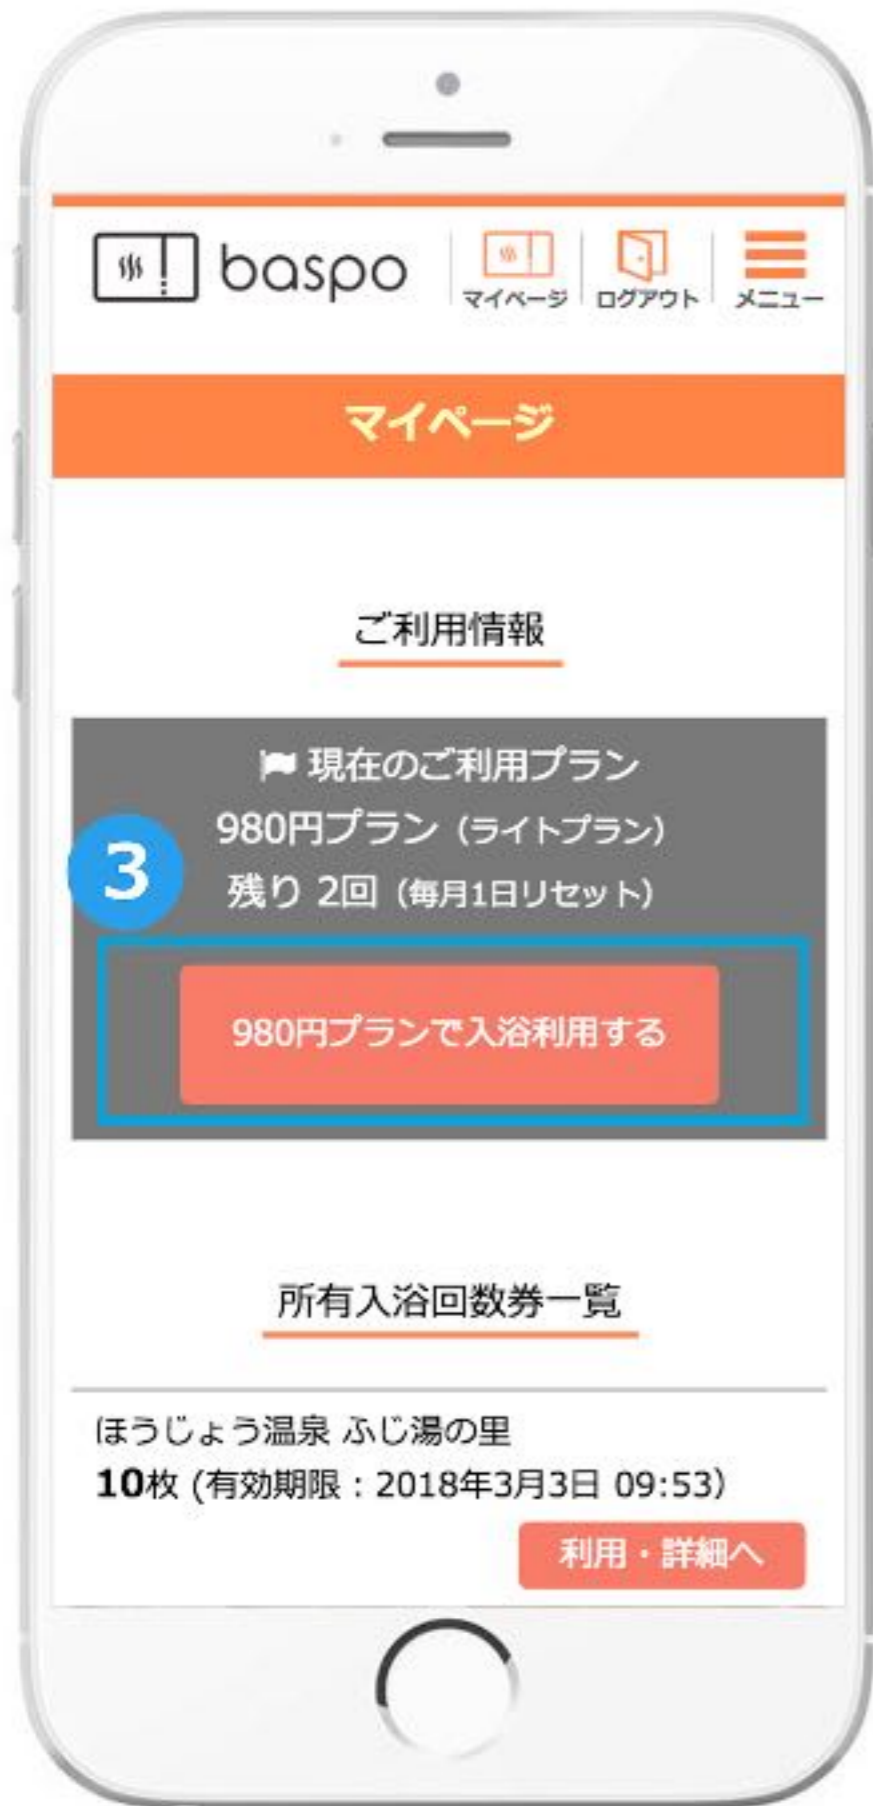 baspo
マイページ
ログアウト
メニュー
マイページ
ご利用情報
現在のご利用プラン
980円プラン（ライトプラン）
3
残り 2回（毎月1日リセット）
980円プランで入浴利用する
所有入浴回数券一覧
ほうじょう温泉 ふじ湯の里
10枚 (有効期限：2018年3月3日 09:53）
利用・詳細へ